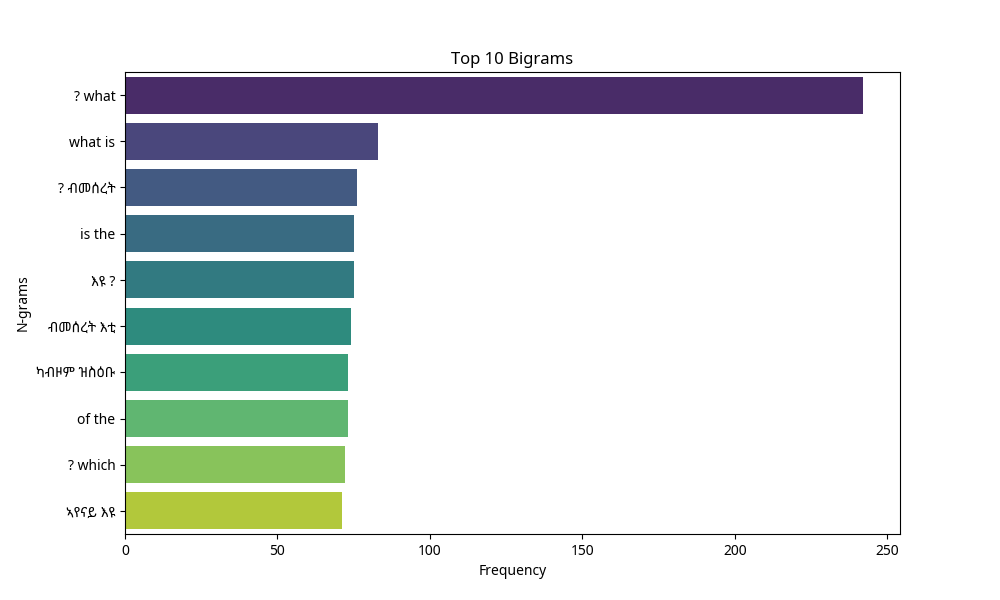 Top 10 Bigrams
? what
what is
? ብመሰረት
is the
እዩ ?
ብመሰረት እቲ
ካብዞም ዝስዕቡ
of the
? which
ኣየናይ እዩ
N-grams
0 50 100 150 200 250
Frequency